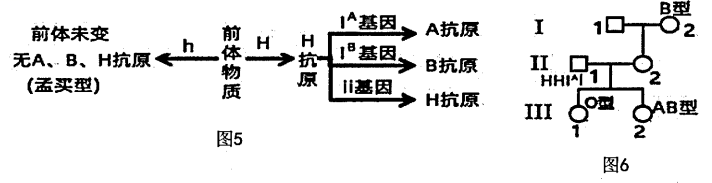 前体未变
无A、B、H抗原
(孟买型)
h
前体物质
H
H抗原
I^A基因
A抗原
I^B基因
B抗原
ii基因
H抗原
图5
I
1
B型
2
II
HHI^Ai
1
2
O型
AB型
III
1
2
图6